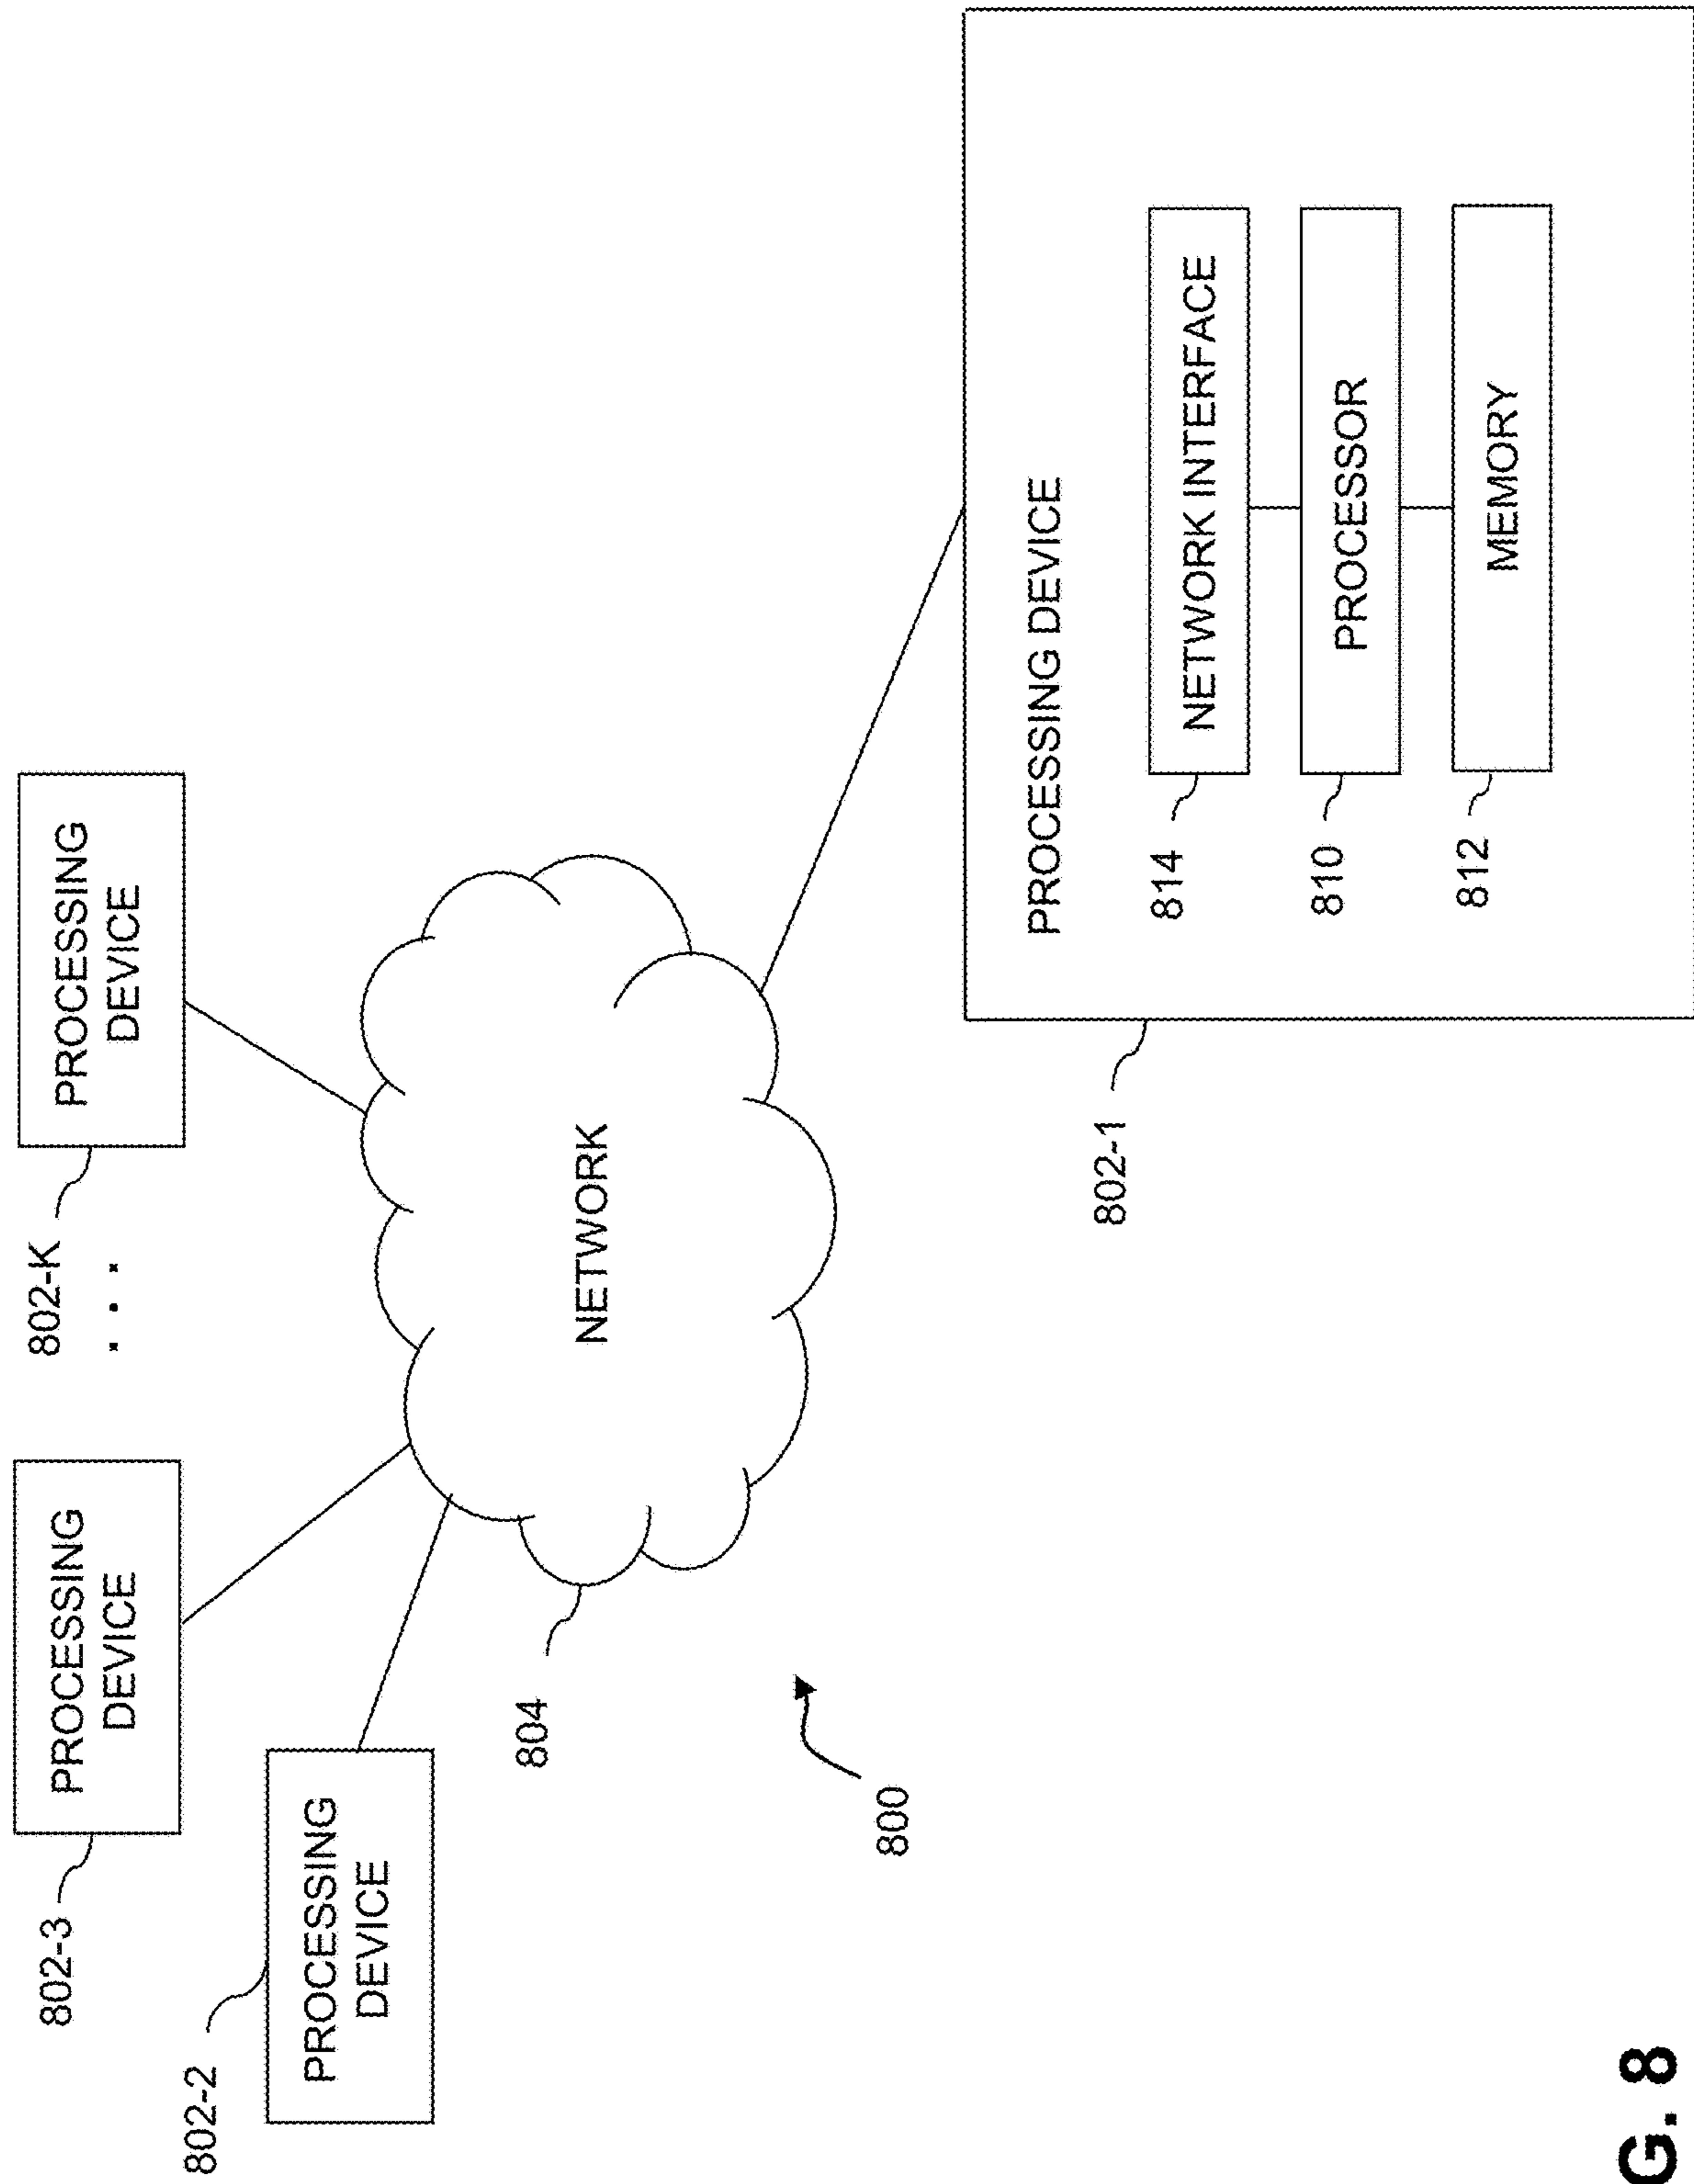 802-2
PROCESSING
DEVICE
802-3
PROCESSING
DEVICE
. . .
802-K
PROCESSING
DEVICE
804
NETWORK
800
802-1
PROCESSING DEVICE
814
NETWORK INTERFACE
810
PROCESSOR
812
MEMORY
G. 8